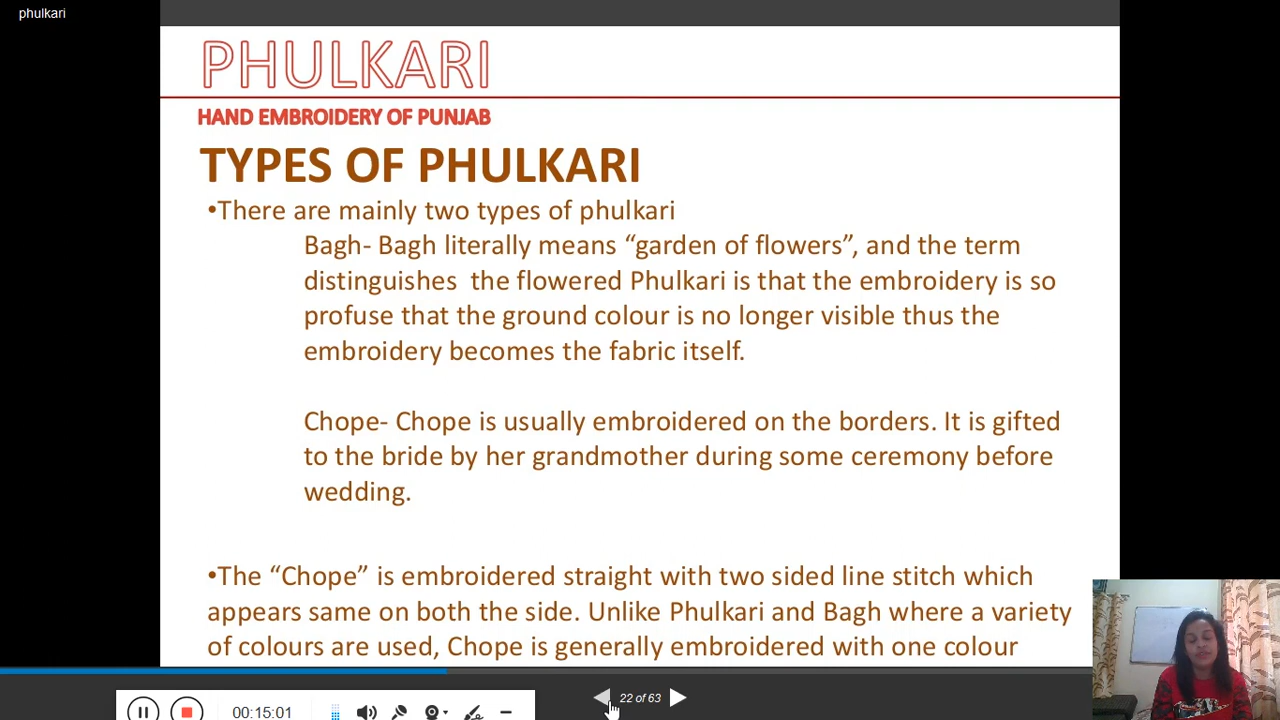 phulkari
PHULKARI
HAND EMBROIDERY OF PUNJAB
TYPES OF PHULKARI
•There are mainly two types of phulkari
Bagh- Bagh literally means “garden of flowers”, and the term
distinguishes the flowered Phulkari is that the embroidery is so
profuse that the ground colour is no longer visible thus the
embroidery becomes the fabric itself.
Chope- Chope is usually embroidered on the borders. It is gifted
to the bride by her grandmother during some ceremony before
wedding.
•The “Chope” is embroidered straight with two sided line stitch which
appears same on both the side. Unlike Phulkari and Bagh where a variety
of colours are used, Chope is generally embroidered with one colour
22 of 63
00:15:01